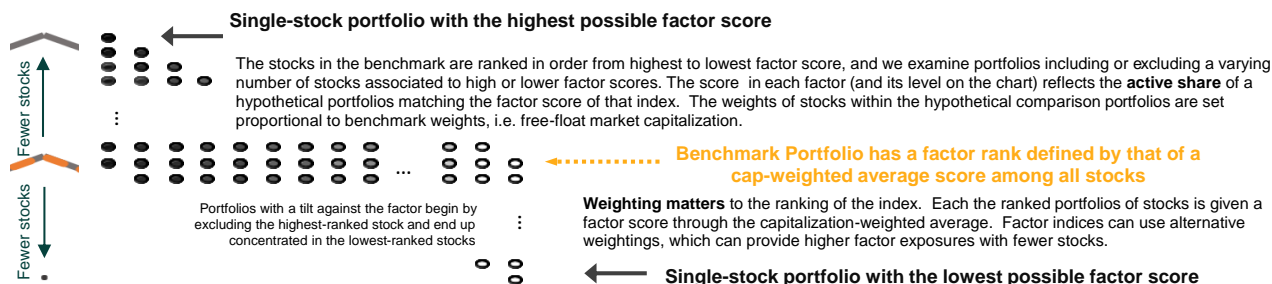 Single-stock portfolio with the highest possible factor score
The stocks in the benchmark are ranked in order from highest to lowest factor score, and we examine portfolios including or excluding a varying
number of stocks associated to high or lower factor scores. The score in each factor (and its level on the chart) reflects the active share of a
hypothetical portfolios matching the factor score of that index. The weights of stocks within the hypothetical comparison portfolios are set
proportional to benchmark weights, i.e. free-float market capitalization.
Fewer stocks
...
...
Benchmark Portfolio has a factor rank defined by that of a
cap-weighted average score among all stocks
Fewer stocks
Portfolios with a tilt against the factor begin by
excluding the highest-ranked stock and end up
concentrated in the lowest-ranked stocks
...
Weighting matters to the ranking of the index. Each the ranked portfolios of stocks is given a
factor score through the capitalization-weighted average. Factor indices can use alternative
weightings, which can provide higher factor exposures with fewer stocks.
Single-stock portfolio with the lowest possible factor score